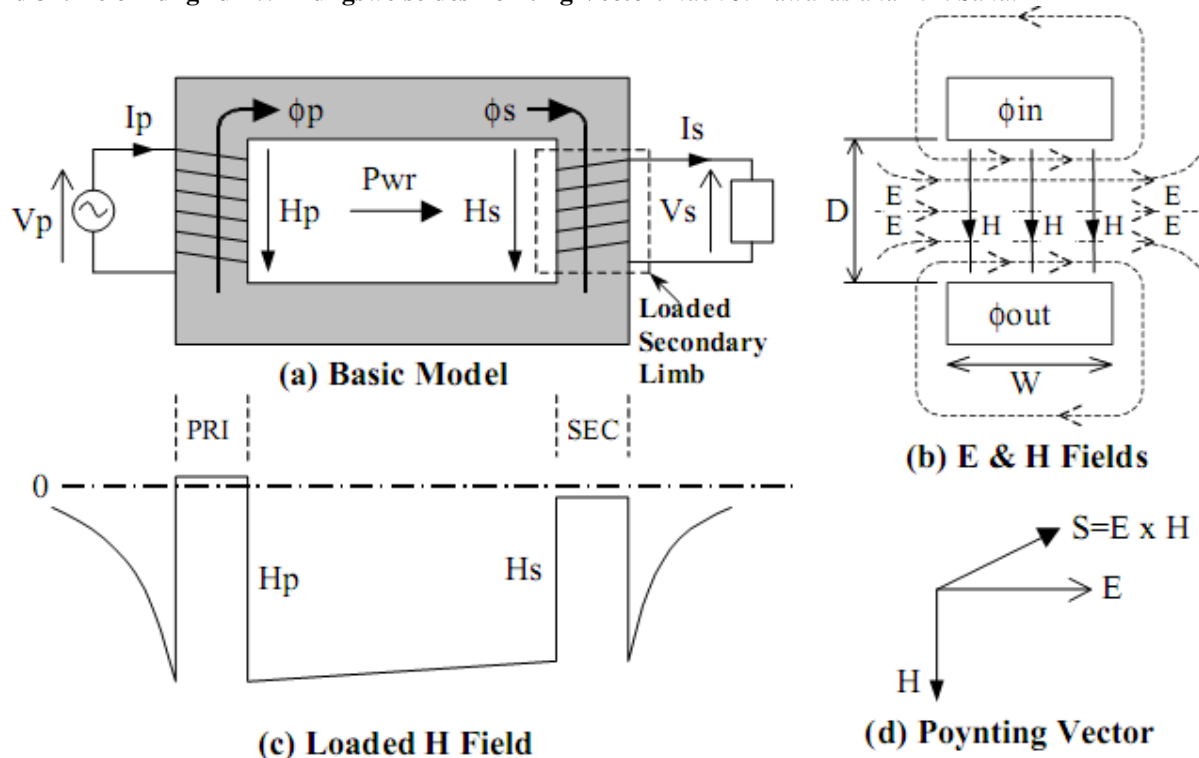 ϕp
ϕs
Ip
Is
Pwr
Vp
Hp
Hs
Vs
Loaded
Secondary
Limb
(a) Basic Model
ϕin
D
E
E
E
E
H
H
H
ϕout
W
(b) E & H Fields
PRI
SEC
0
Hp
Hs
(c) Loaded H Field
S=E x H
E
H
(d) Poynting Vector